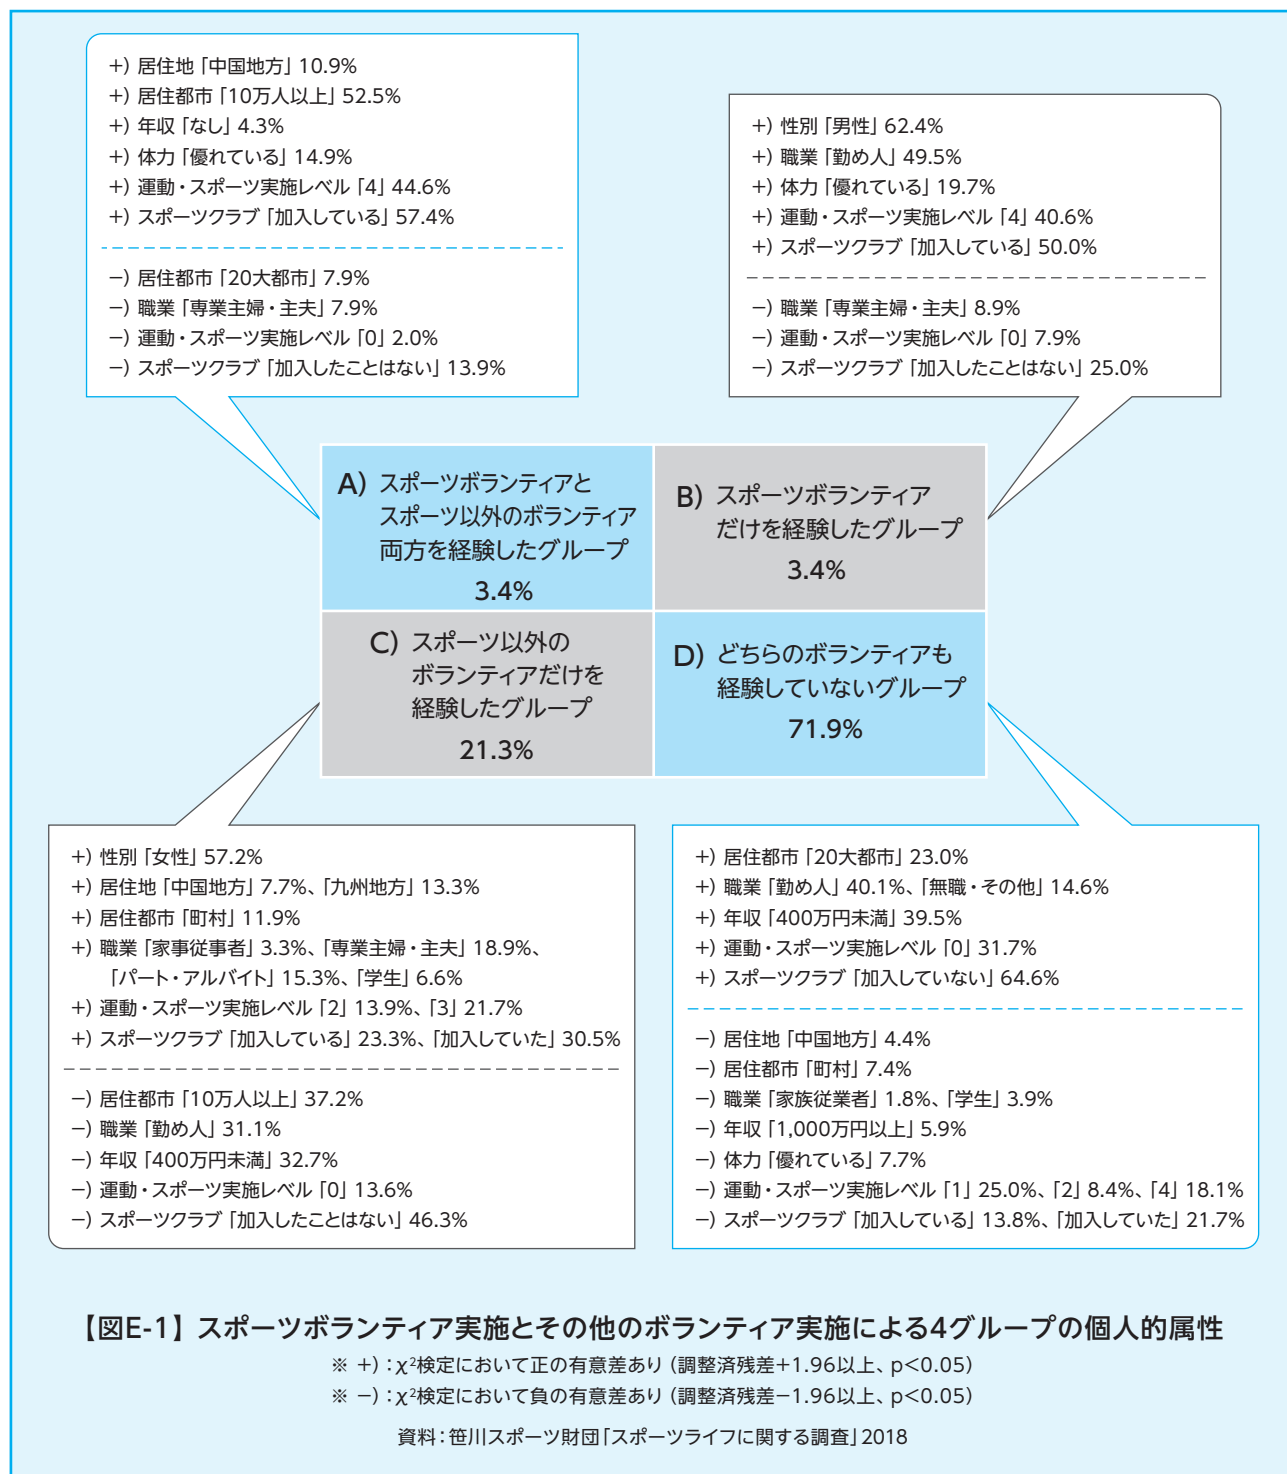 +) 居住地「中国地方」10.9%
+) 居住都市「10万人以上」52.5%
+) 年収「なし」4.3%
+) 体力「優れている」14.9%
+) 運動・スポーツ実施レベル「4」44.6%
+) スポーツクラブ「加入している」57.4%
−) 居住都市「20大都市」7.9%
−) 職業「専業主婦・主夫」7.9%
−) 運動・スポーツ実施レベル「0」2.0%
−) スポーツクラブ「加入したことはない」13.9%
+) 性別「男性」62.4%
+) 職業「勤め人」49.5%
+) 体力「優れている」19.7%
+) 運動・スポーツ実施レベル「4」40.6%
+) スポーツクラブ「加入している」50.0%
−) 職業「専業主婦・主夫」8.9%
−) 運動・スポーツ実施レベル「0」7.9%
−) スポーツクラブ「加入したことはない」25.0%
A) スポーツボランティアと
スポーツ以外のボランティア
両方を経験したグループ
3.4%
B) スポーツボランティア
だけを経験したグループ
3.4%
C) スポーツ以外の
ボランティアだけを
経験したグループ
21.3%
D) どちらのボランティアも
経験していないグループ
71.9%
+) 性別「女性」57.2%
+) 居住地「中国地方」7.7%、「九州地方」13.3%
+) 居住都市「町村」11.9%
+) 職業「家事従事者」3.3%、「専業主婦・主夫」18.9%、
「パート・アルバイト」15.3%、「学生」6.6%
+) 運動・スポーツ実施レベル「2」13.9%、「3」21.7%
+) スポーツクラブ「加入している」23.3%、「加入していた」30.5%
−) 居住都市「10万人以上」37.2%
−) 職業「勤め人」31.1%
−) 年収「400万円未満」32.7%
−) 運動・スポーツ実施レベル「0」13.6%
−) スポーツクラブ「加入したことはない」46.3%
+) 居住都市「20大都市」23.0%
+) 職業「勤め人」40.1%、「無職・その他」14.6%
+) 年収「400万円未満」39.5%
+) 運動・スポーツ実施レベル「0」31.7%
+) スポーツクラブ「加入していない」64.6%
−) 居住地「中国地方」4.4%
−) 居住都市「町村」7.4%
−) 職業「家族従業者」1.8%、「学生」3.9%
−) 年収「1,000万円以上」5.9%
−) 体力「優れている」7.7%
−) 運動・スポーツ実施レベル「1」25.0%、「2」8.4%、「4」18.1%
−) スポーツクラブ「加入している」13.8%、「加入していた」21.7%
【図E-1】スポーツボランティア実施とその他のボランティア実施による4グループの個人的属性
※ +)：χ²検定において正の有意差あり（調整済残差+1.96以上、p<0.05）
※ −)：χ²検定において負の有意差あり（調整済残差−1.96以上、p<0.05）
資料：笹川スポーツ財団「スポーツライフに関する調査」2018